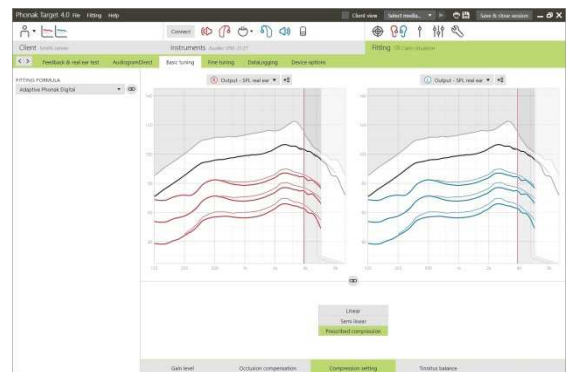 Phonak Target 4.0 File Fitting Help
Client view Select media... Save & close session
Connect
Client
Instruments
Fitting
Feedback & real ear test AudiogramDirect Basic tuning Fine tuning DataLogging Device options
FITTING FORMULA
Adaptive Phonak Digital
Output - SPL real ear
Output - SPL real ear
Linear
Semi linear
Prescribed compression
Gain level Occlusion compensation Compression setting Tinnitus balance